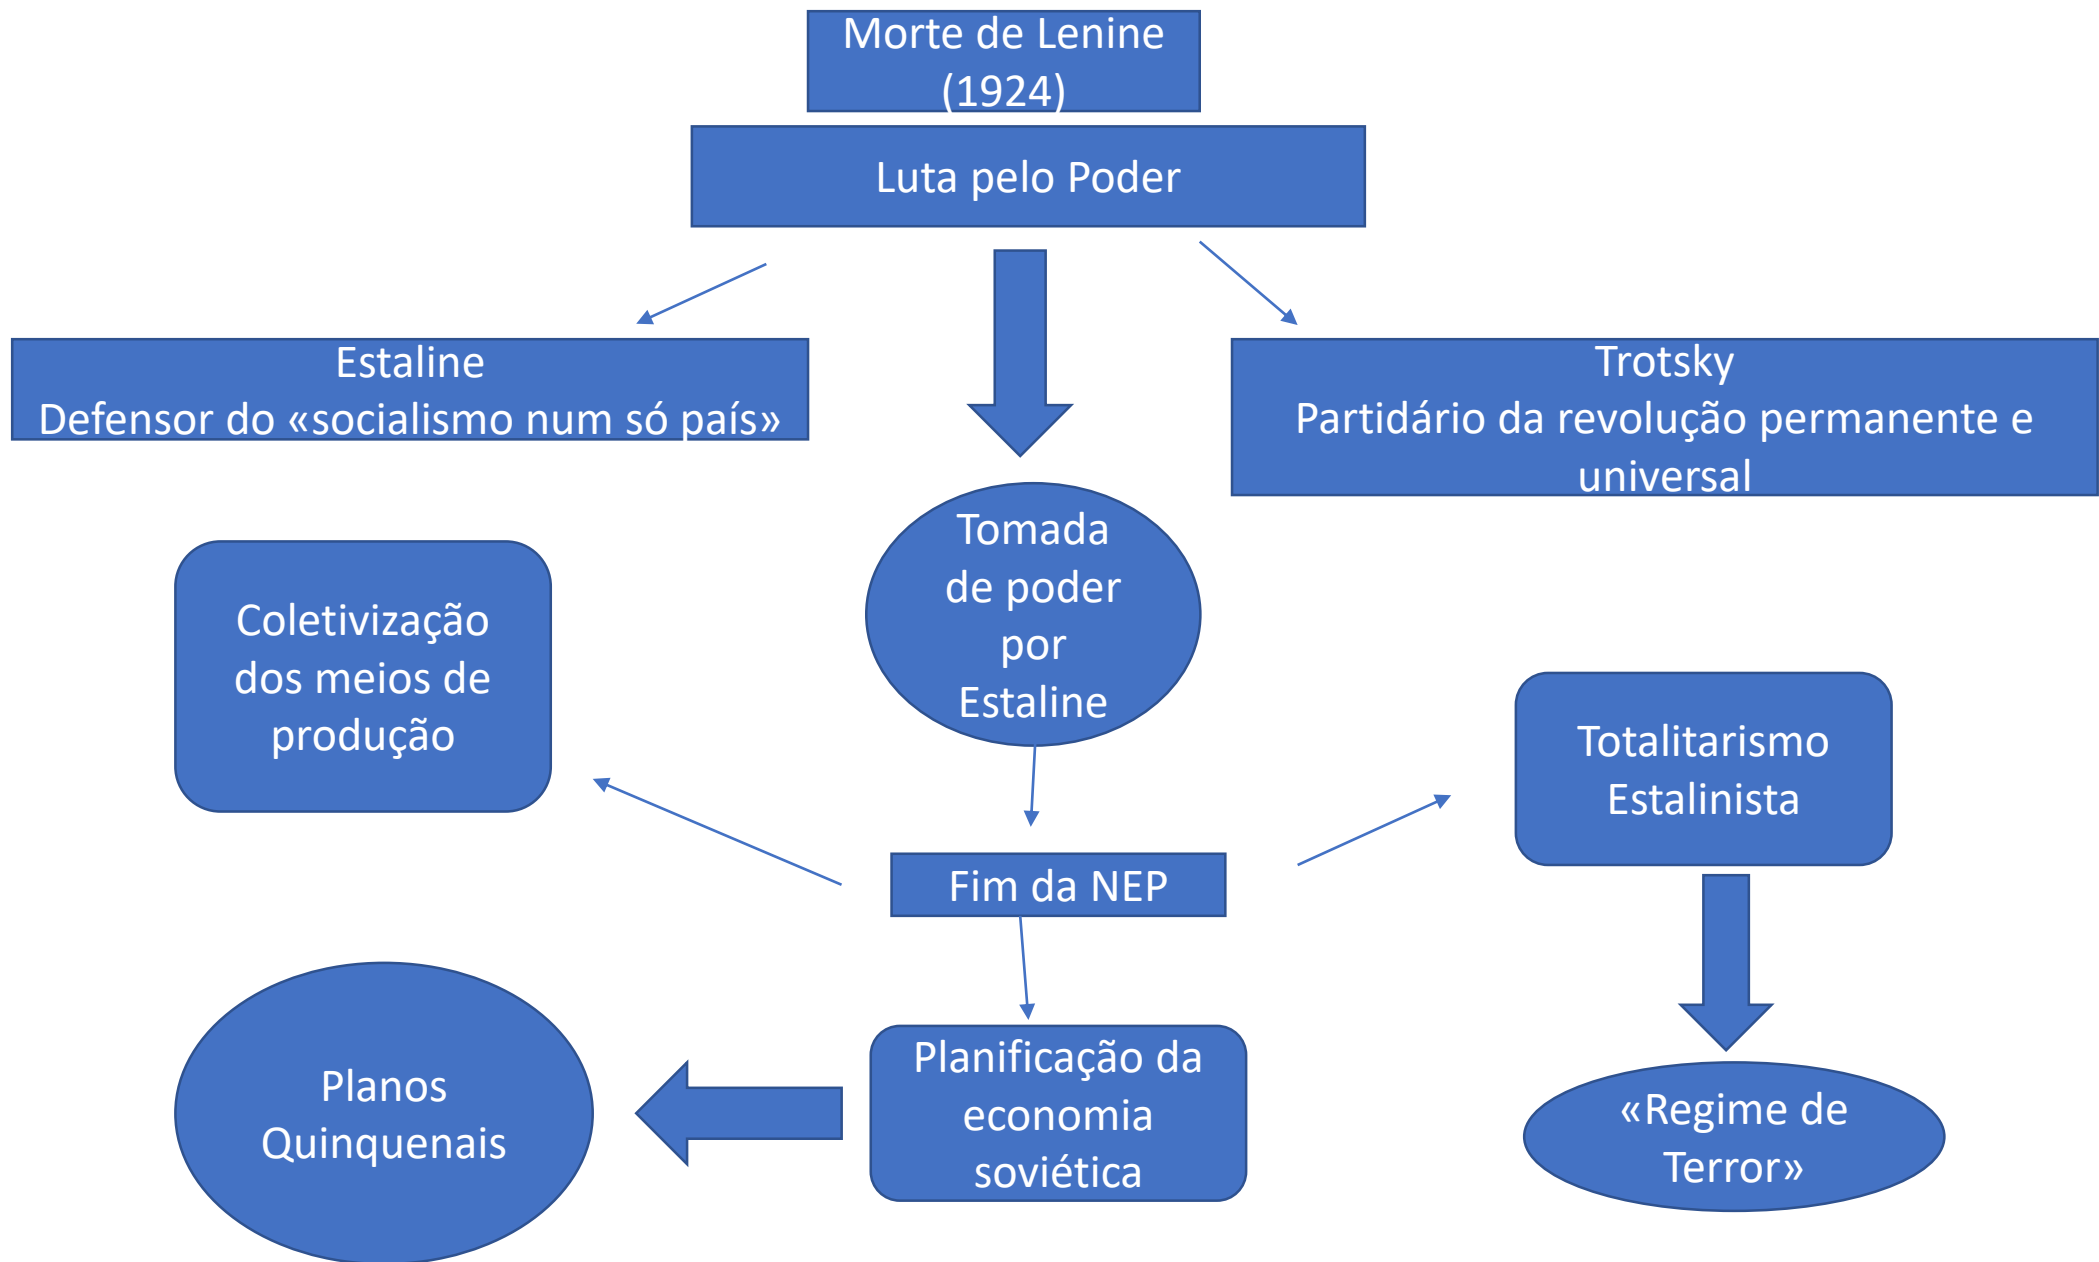 Morte de Lenine
(1924)
Luta pelo Poder
Estaline
Defensor do «socialismo num só país»
Trotsky
Partidário da revolução permanente e
universal
Tomada
de poder
por
Estaline
Coletivização
dos meios de
produção
Totalitarismo
Estalinista
Fim da NEP
Planos
Quinquenais
Planificação da
economia
soviética
«Regime de
Terror»